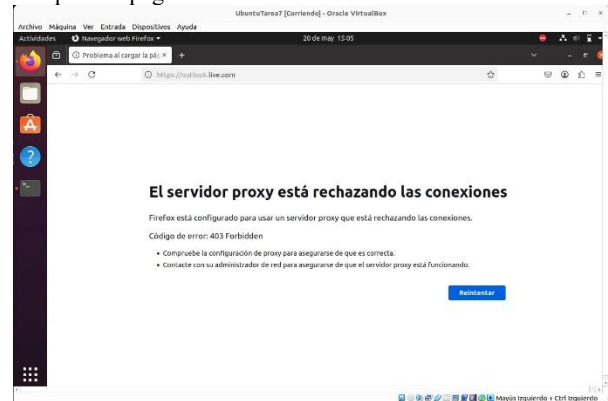 UbuntuTarea7 [Corriendo] - Oracle VirtualBox
Archivo Máquina Ver Entrada Dispositivos Ayuda
Actividades Navegador web Firefox 20 de may 15:05
Problema al cargar la pág
https://outlook.live.com
El servidor proxy está rechazando las conexiones
Firefox está configurado para usar un servidor proxy que está rechazando las conexiones.
Código de error: 403 Forbidden
Compruebe la configuración de proxy para asegurarse de que es correcta.
Contacte con su administrador de red para asegurarse de que el servidor proxy está funcionando.
Reintentar
Mayús Izquierdo + Ctrl Izquierdo